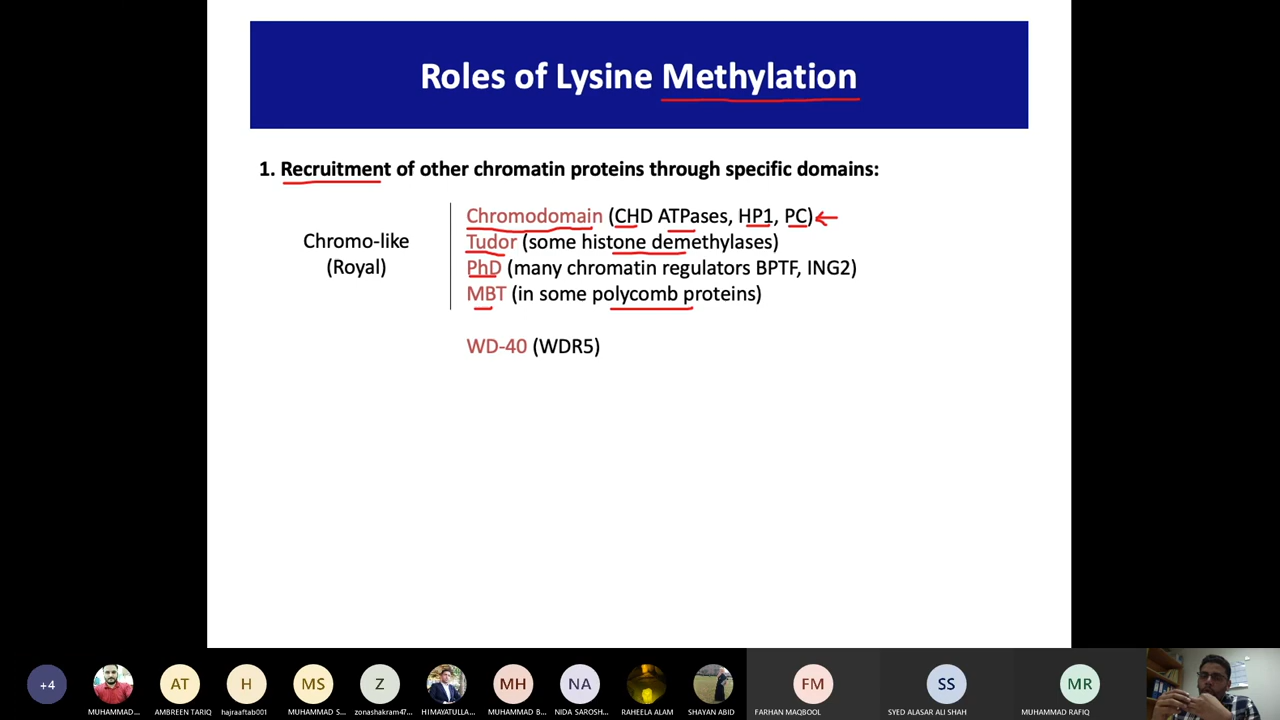 Roles of Lysine Methylation
1. Recruitment of other chromatin proteins through specific domains:
Chromo-like
(Royal)
Chromodomain (CHD ATPases, HP1, PC)
Tudor (some histone demethylases)
PhD (many chromatin regulators BPTF, ING2)
MBT (in some polycomb proteins)
WD-40 (WDR5)
+4
AT
H
MS
Z
MH
NA
FM
SS
MR
MUHAMMAD ...
AMBREEN TARIQ
hajraaftab001
MUHAMMAD S...
zonashakram47...
HIMAYATULLA...
MUHAMMAD B...
NIDA SAROSH...
RAHEELA ALAM
SHAYAN ABID
FARHAN MAQBOOL
SYED ALASAR ALI SHAH
MUHAMMAD RAFIQ